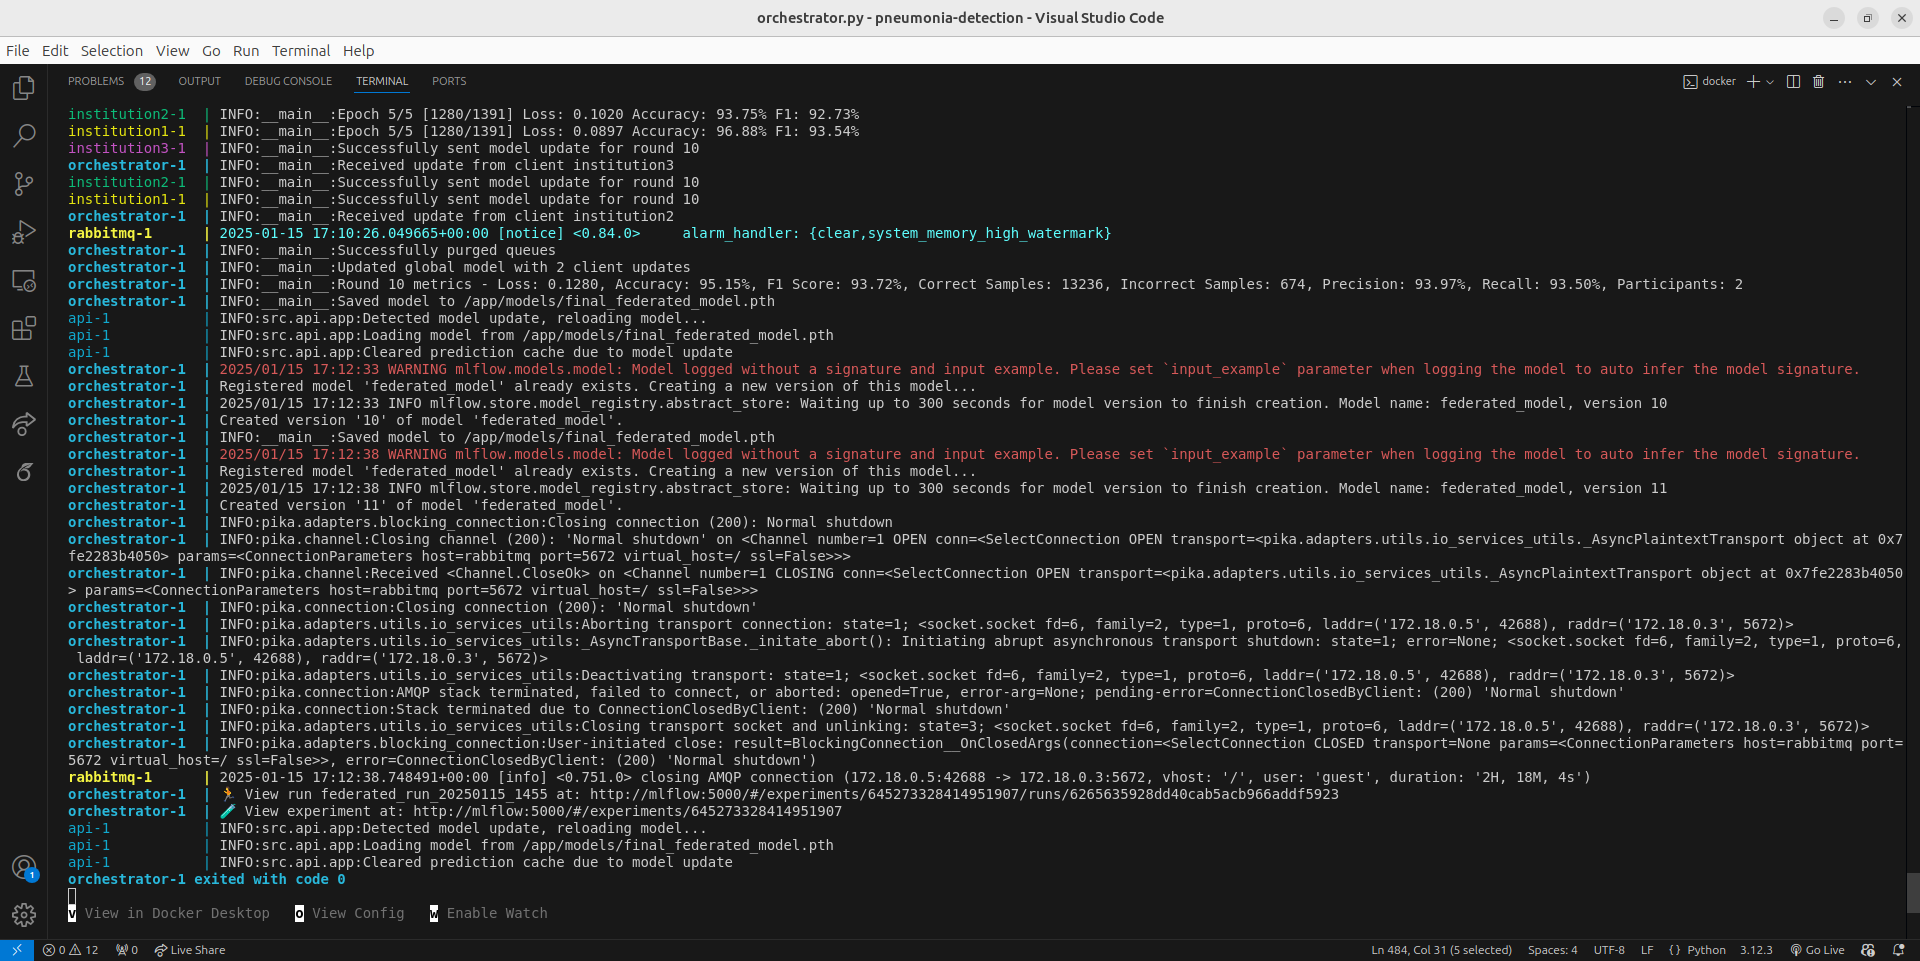 orchestrator.py - pneumonia-detection - Visual Studio Code
File Edit Selection View Go Run Terminal Help
PROBLEMS 12 OUTPUT DEBUG CONSOLE TERMINAL PORTS docker
institution2-1 | INFO:__main__:Epoch 5/5 [1280/1391] Loss: 0.1020 Accuracy: 93.75% F1: 92.73%
institution1-1 | INFO:__main__:Epoch 5/5 [1280/1391] Loss: 0.0897 Accuracy: 96.88% F1: 93.54%
institution3-1 | INFO:__main__:Successfully sent model update for round 10
orchestrator-1 | INFO:__main__:Received update from client institution3
institution2-1 | INFO:__main__:Successfully sent model update for round 10
institution1-1 | INFO:__main__:Successfully sent model update for round 10
orchestrator-1 | INFO:__main__:Received update from client institution2
rabbitmq-1 | 2025-01-15 17:10:26.049665+00:00 [notice] <0.84.0> alarm_handler: {clear,system_memory_high_watermark}
orchestrator-1 | INFO:__main__:Successfully purged queues
orchestrator-1 | INFO:__main__:Updated global model with 2 client updates
orchestrator-1 | INFO:__main__:Round 10 metrics - Loss: 0.1280, Accuracy: 95.15%, F1 Score: 93.72%, Correct Samples: 13236, Incorrect Samples: 674, Precision: 93.97%, Recall: 93.50%, Participants: 2
orchestrator-1 | INFO:__main__:Saved model to /app/models/final_federated_model.pth
api-1 | INFO:src.api.app:Detected model update, reloading model...
api-1 | INFO:src.api.app:Loading model from /app/models/final_federated_model.pth
api-1 | INFO:src.api.app:Cleared prediction cache due to model update
orchestrator-1 | 2025/01/15 17:12:33 WARNING mlflow.models.model: Model logged without a signature and input example. Please set `input_example` parameter when logging the model to auto infer the model signature.
orchestrator-1 | Registered model 'federated_model' already exists. Creating a new version of this model...
orchestrator-1 | 2025/01/15 17:12:33 INFO mlflow.store.model_registry.abstract_store: Waiting up to 300 seconds for model version to finish creation. Model name: federated_model, version 10
orchestrator-1 | Created version '10' of model 'federated_model'.
orchestrator-1 | INFO:__main__:Saved model to /app/models/final_federated_model.pth
orchestrator-1 | 2025/01/15 17:12:38 WARNING mlflow.models.model: Model logged without a signature and input example. Please set `input_example` parameter when logging the model to auto infer the model signature.
orchestrator-1 | Registered model 'federated_model' already exists. Creating a new version of this model...
orchestrator-1 | 2025/01/15 17:12:38 INFO mlflow.store.model_registry.abstract_store: Waiting up to 300 seconds for model version to finish creation. Model name: federated_model, version 11
orchestrator-1 | Created version '11' of model 'federated_model'.
orchestrator-1 | INFO:pika.adapters.blocking_connection:Closing connection (200): Normal shutdown
orchestrator-1 | INFO:pika.channel:Closing channel (200): 'Normal shutdown' on <Channel number=1 OPEN conn=<SelectConnection OPEN transport=<pika.adapters.utils.io_services_utils._AsyncPlaintextTransport object at 0x7
fe2283b4050> params=<ConnectionParameters host=rabbitmq port=5672 virtual_host=/ ssl=False>>>
orchestrator-1 | INFO:pika.channel:Received <Channel.CloseOk> on <Channel number=1 CLOSING conn=<SelectConnection OPEN transport=<pika.adapters.utils.io_services_utils._AsyncPlaintextTransport object at 0x7fe2283b4050
> params=<ConnectionParameters host=rabbitmq port=5672 virtual_host=/ ssl=False>>>
orchestrator-1 | INFO:pika.connection:Closing connection (200): 'Normal shutdown'
orchestrator-1 | INFO:pika.adapters.utils.io_services_utils:Aborting transport connection: state=1; <socket.socket fd=6, family=2, type=1, proto=6, laddr=('172.18.0.5', 42688), raddr=('172.18.0.3', 5672)>
orchestrator-1 | INFO:pika.adapters.utils.io_services_utils:_AsyncTransportBase._initate_abort(): Initiating abrupt asynchronous transport shutdown: state=1; error=None; <socket.socket fd=6, family=2, type=1, proto=6,
laddr=('172.18.0.5', 42688), raddr=('172.18.0.3', 5672)>
orchestrator-1 | INFO:pika.adapters.utils.io_services_utils:Deactivating transport: state=1; <socket.socket fd=6, family=2, type=1, proto=6, laddr=('172.18.0.5', 42688), raddr=('172.18.0.3', 5672)>
orchestrator-1 | INFO:pika.connection:AMQP stack terminated, failed to connect, or aborted: opened=True, error-arg=None; pending-error=ConnectionClosedByClient: (200) 'Normal shutdown'
orchestrator-1 | INFO:pika.connection:Stack terminated due to ConnectionClosedByClient: (200) 'Normal shutdown'
orchestrator-1 | INFO:pika.adapters.utils.io_services_utils:Closing transport socket and unlinking: state=3; <socket.socket fd=6, family=2, type=1, proto=6, laddr=('172.18.0.5', 42688), raddr=('172.18.0.3', 5672)>
orchestrator-1 | INFO:pika.adapters.blocking_connection:User-initiated close: result=BlockingConnection__OnClosedArgs(connection=<SelectConnection CLOSED transport=None params=<ConnectionParameters host=rabbitmq port=
5672 virtual_host=/ ssl=False>>, error=ConnectionClosedByClient: (200) 'Normal shutdown')
rabbitmq-1 | 2025-01-15 17:12:38.748491+00:00 [info] <0.751.0> closing AMQP connection (172.18.0.5:42688 -> 172.18.0.3:5672, vhost: '/', user: 'guest', duration: '2H, 18M, 4s')
orchestrator-1 | 🏃 View run federated_run_20250115_1455 at: http://mlflow:5000/#/experiments/645273328414951907/runs/6265635928dd40cab5acb966addf5923
orchestrator-1 | 🧪 View experiment at: http://mlflow:5000/#/experiments/645273328414951907
api-1 | INFO:src.api.app:Detected model update, reloading model...
api-1 | INFO:src.api.app:Loading model from /app/models/final_federated_model.pth
api-1 | INFO:src.api.app:Cleared prediction cache due to model update
orchestrator-1 exited with code 0
v View in Docker Desktop o View Config w Enable Watch
1
0 12 0 Live Share Ln 484, Col 31 (5 selected) Spaces: 4 UTF-8 LF {} Python 3.12.3 Go Live